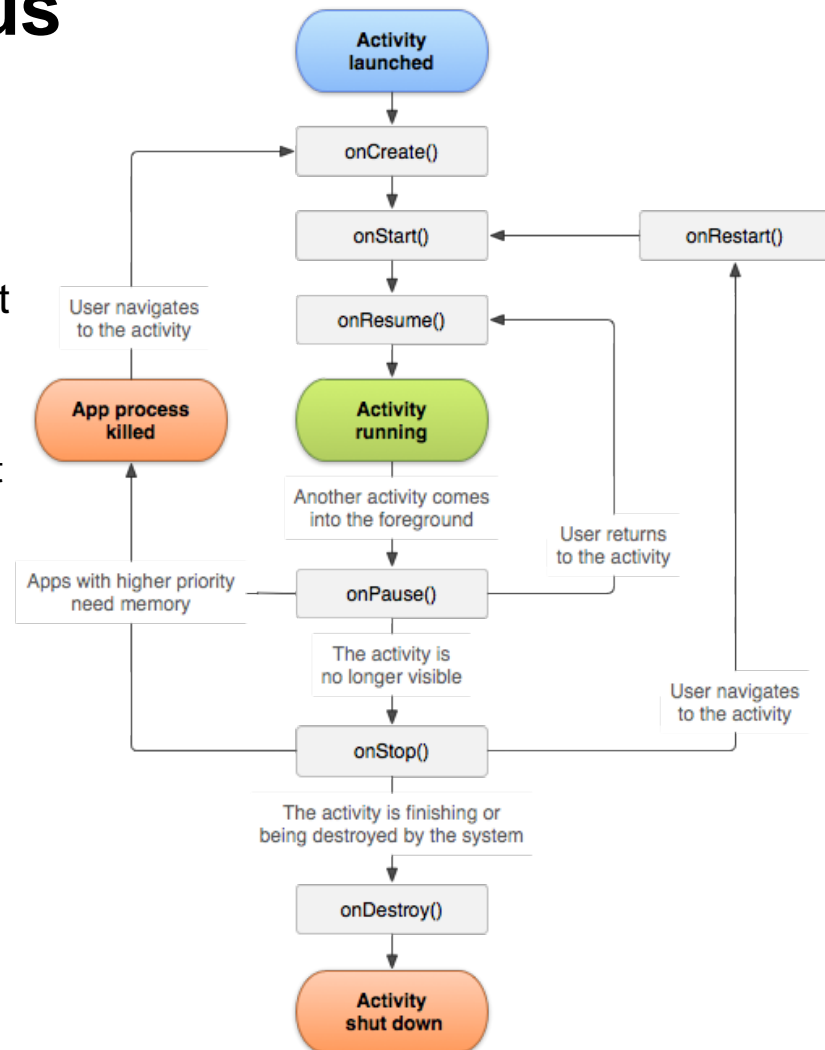 us
Activity
launched
onCreate()
onStart()
onRestart()
t
User navigates
to the activity
onResume()
App process
killed
Activity
running
t
Another activity comes
into the foreground
User returns
to the activity
Apps with higher priority
need memory
onPause()
The activity is
no longer visible
User navigates
to the activity
onStop()
The activity is finishing or
being destroyed by the system
onDestroy()
Activity
shut down